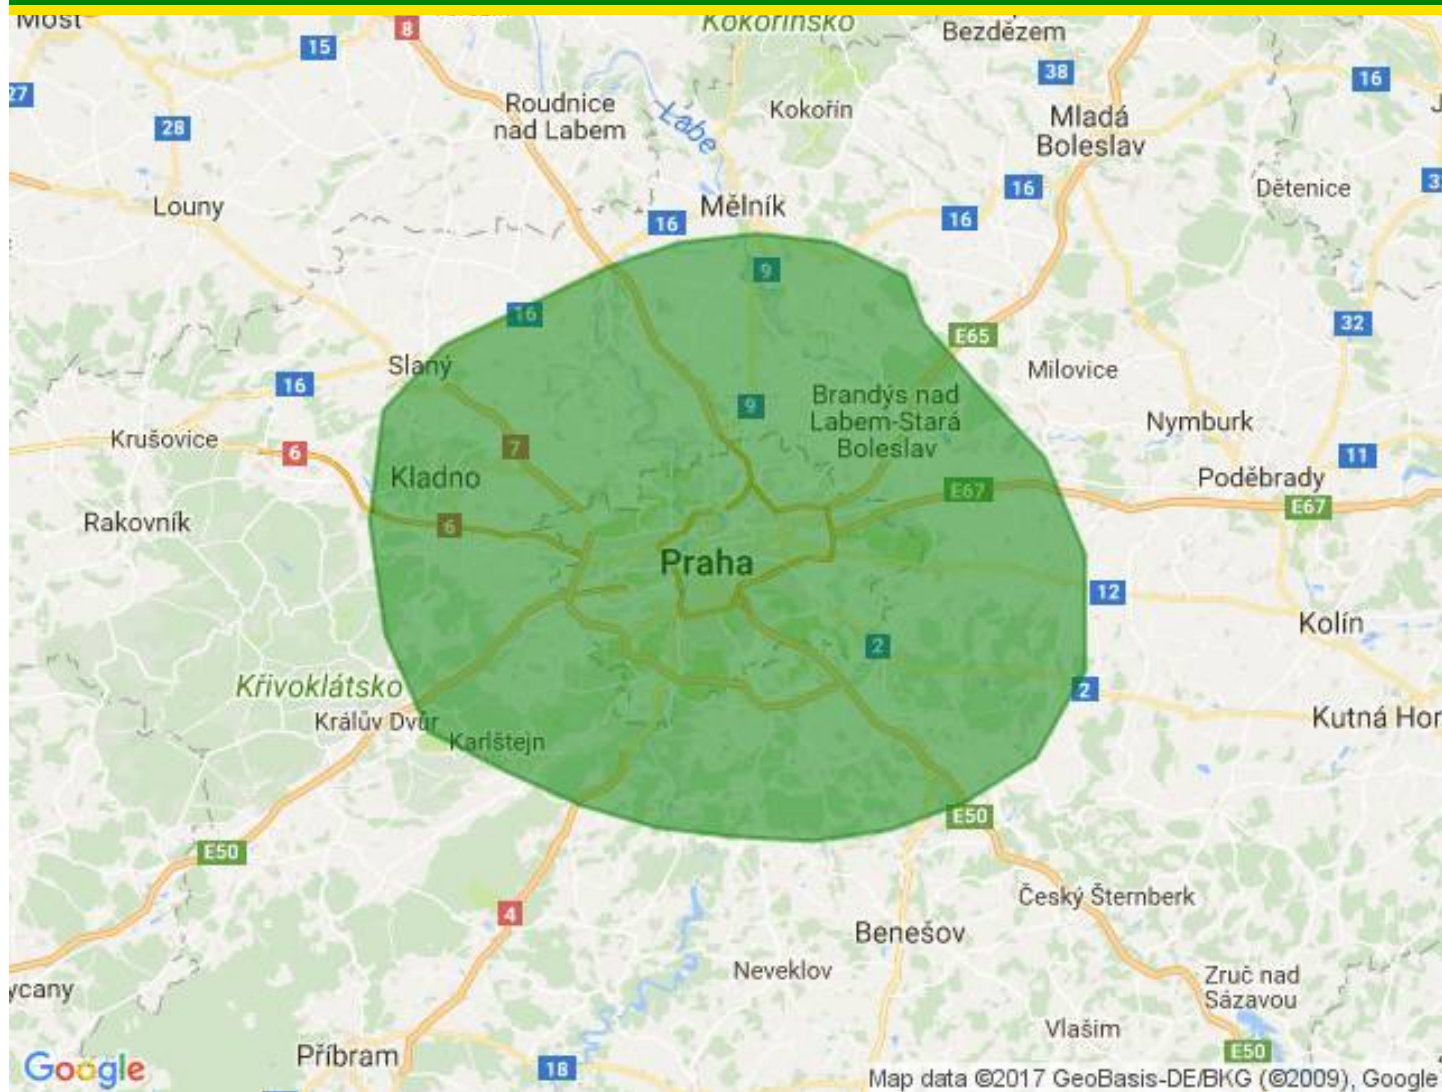 Most
8
Kokořínsko
Bezdězem
15
38
16
27
Roudnice
nad Labem
Labe
Kokořín
Mladá
Boleslav
28
16
Dětenice
Louny
16
Mělník
16
9
16
E65
32
Slaný
16
Milovice
Brandýs nad
Labem-Stará
Boleslav
9
Nymburk
Krušovice
6
7
11
Kladno
E67
Poděbrady
E67
Rakovník
6
Praha
12
Kolín
2
Křivoklátsko
2
Králův Dvůr
Karlštejn
Kutná Hor
E50
E50
4
Český Šternberk
Benešov
Neveklov
Zruč nad
Sázavou
ycany
Vlašim
Příbram
E50
Google
18
Map data ©2017 GeoBasis-DE/BKG (©2009), Google